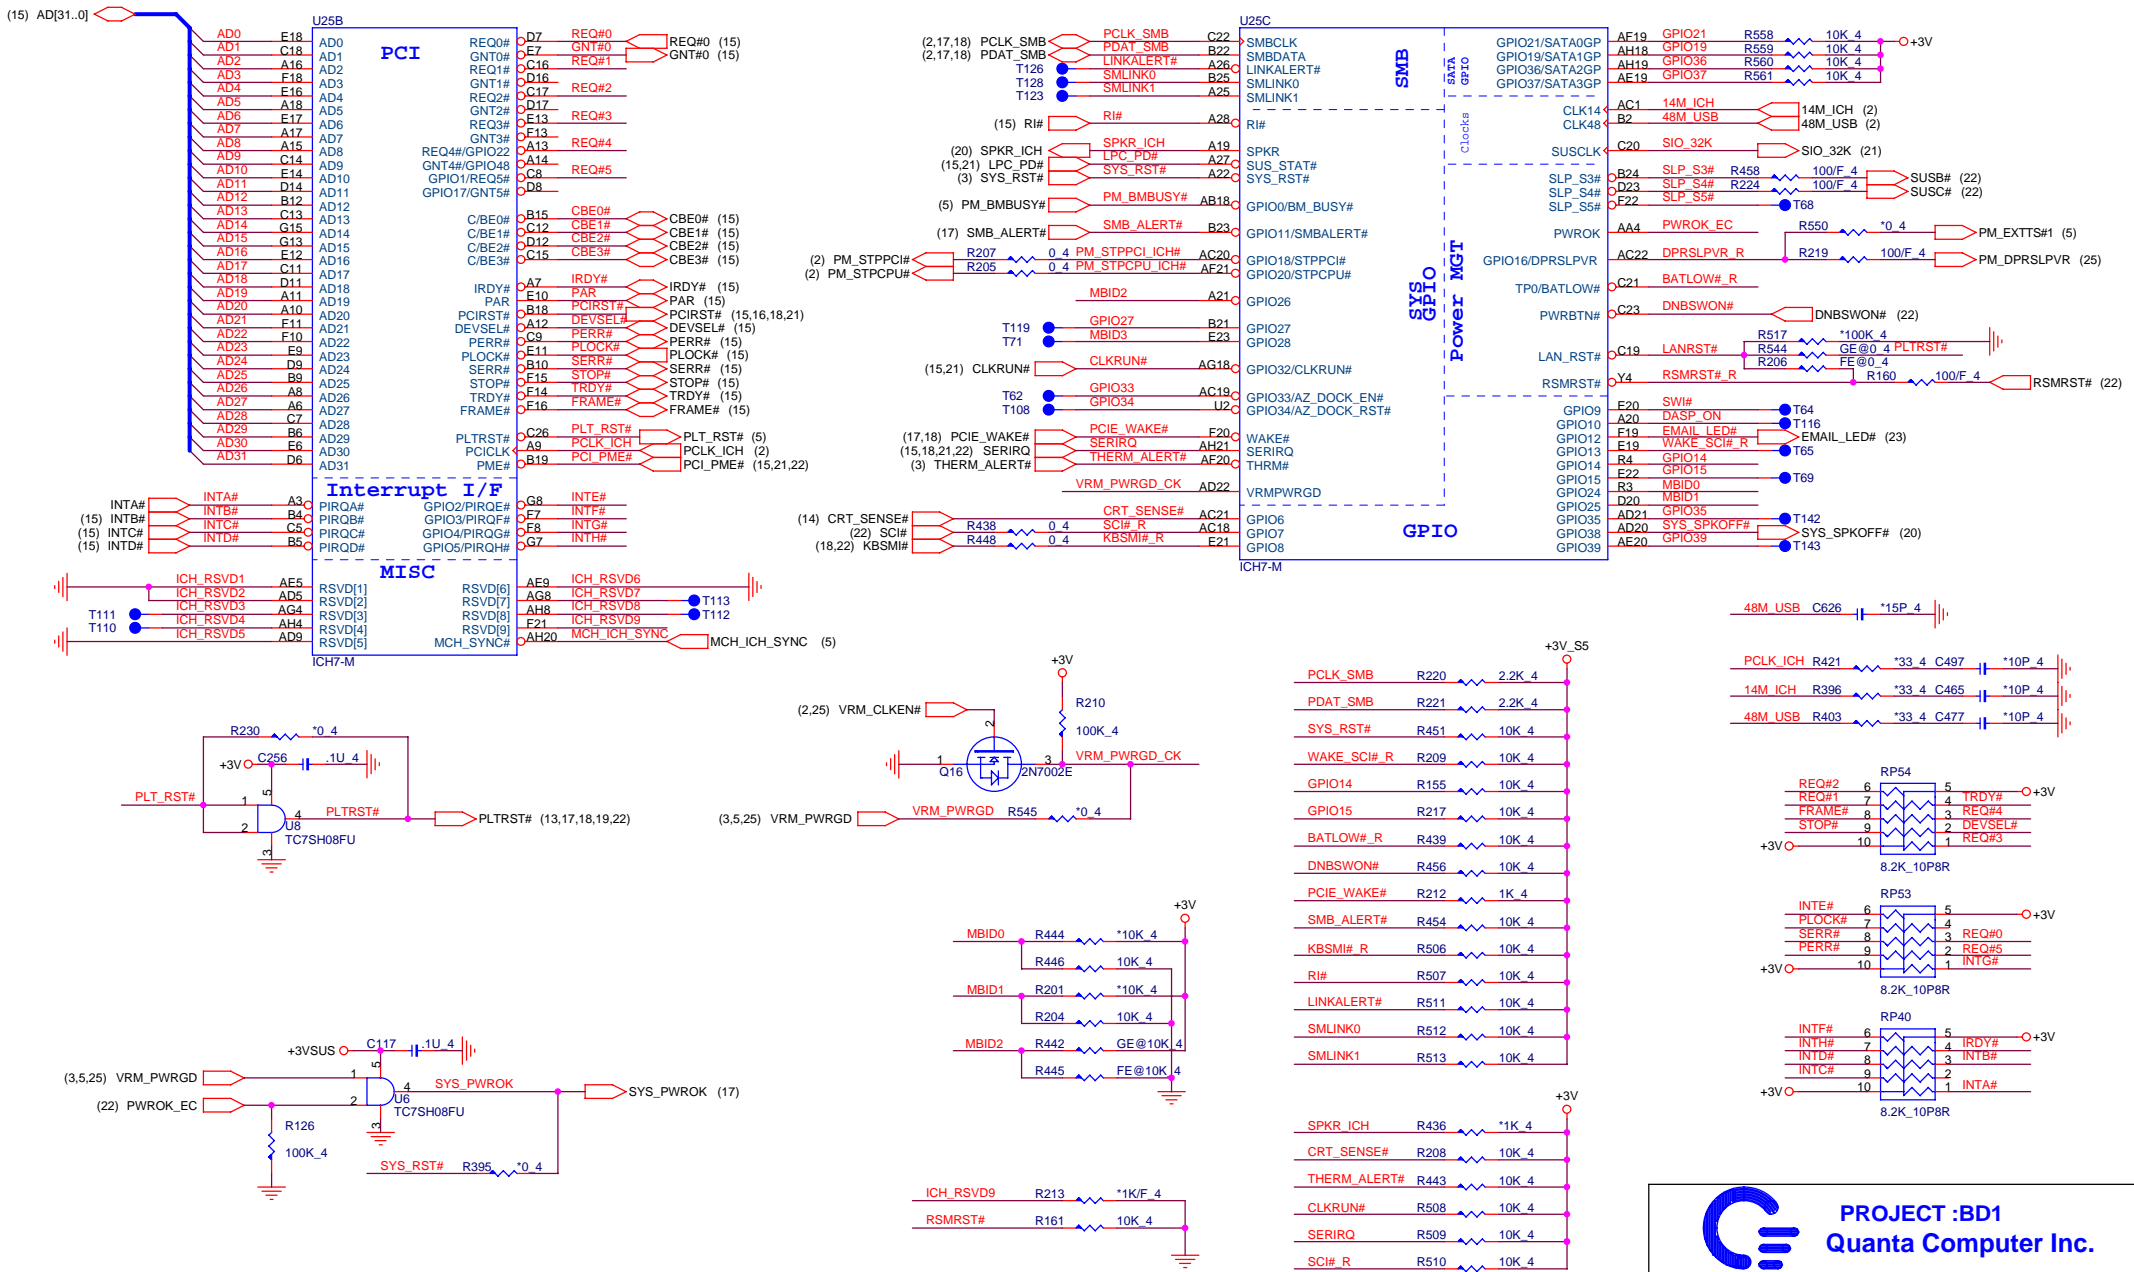 (15) AD[31..0]
U25B
PCI
AD0 E18 AD0
AD1 C18 AD1
AD2 A16 AD2
AD3 F18 AD3
AD4 E16 AD4
AD5 A18 AD5
AD6 E17 AD6
AD7 A17 AD7
AD8 A15 AD8
AD9 C14 AD9
AD10 E14 AD10
AD11 D14 AD11
AD12 B12 AD12
AD13 C13 AD13
AD14 G15 AD14
AD15 G13 AD15
AD16 E12 AD16
AD17 C11 AD17
AD18 D11 AD18
AD19 A11 AD19
AD20 A10 AD20
AD21 F11 AD21
AD22 F10 AD22
AD23 E9 AD23
AD24 D9 AD24
AD25 B9 AD25
AD26 A8 AD26
AD27 A6 AD27
AD28 C7 AD28
AD29 B6 AD29
AD30 E6 AD30
AD31 D6 AD31
REQ0# D7 REQ#0 REQ#0 (15)
GNT0# E7 GNT#0 GNT#0 (15)
REQ1# C16 REQ#1
GNT1# D16
REQ2# C17 REQ#2
GNT2# D17
REQ3# E13 REQ#3
GNT3# F13
REQ4#/GPIO22 A13 REQ#4
GNT4#/GPIO48 A14
GPIO1/REQ5# C8 REQ#5
GPIO17/GNT5# D8
C/BE0# B15 CBE0# CBE0# (15)
C/BE1# C12 CBE1# CBE1# (15)
C/BE2# D12 CBE2# CBE2# (15)
C/BE3# C15 CBE3# CBE3# (15)
IRDY# A7 IRDY# IRDY# (15)
PAR E10 PAR PAR (15)
PCIRST# B18 PCIRST# PCIRST# (15,16,18,21)
DEVSEL# A12 DEVSEL# DEVSEL# (15)
PERR# C9 PERR# PERR# (15)
PLOCK# E11 PLOCK# PLOCK# (15)
SERR# B10 SERR# SERR# (15)
STOP# F15 STOP# STOP# (15)
TRDY# F14 TRDY# TRDY# (15)
FRAME# F16 FRAME# FRAME# (15)
PLTRST# C26 PLT_RST# PLT_RST# (5)
PCICLK A9 PCLK_ICH PCLK_ICH (2)
PME# B19 PCI_PME# PCI_PME# (15,21,22)
Interrupt I/F
INTA# INTA# A3 PIRQA#
(15) INTB# INTB# B4 PIRQB#
(15) INTC# INTC# C5 PIRQC#
(15) INTD# INTD# B5 PIRQD#
GPIO2/PIRQE# G8 INTE#
GPIO3/PIRQF# F7 INTF#
GPIO4/PIRQG# F8 INTG#
GPIO5/PIRQH# G7 INTH#
MISC
ICH_RSVD1 AE5 RSVD[1]
ICH_RSVD2 AD5 RSVD[2]
T111 ICH_RSVD3 AG4 RSVD[3]
T110 ICH_RSVD4 AH4 RSVD[4]
ICH_RSVD5 AD9 RSVD[5]
RSVD[6] AE9 ICH_RSVD6
RSVD[7] AG8 ICH_RSVD7 T113
RSVD[8] AH8 ICH_RSVD8 T112
RSVD[9] F21 ICH_RSVD9
MCH_SYNC# AH20 MCH_ICH_SYNC MCH_ICH_SYNC (5)
ICH7-M
U25C
SMB
SATA GPIO
Clocks
SYS GPIO
Power MGT
GPIO
(2,17,18) PCLK_SMB PCLK_SMB C22 SMBCLK
(2,17,18) PDAT_SMB PDAT_SMB B22 SMBDATA
T126 LINKALERT# A26 LINKALERT#
T128 SMLINK0 B25 SMLINK0
T123 SMLINK1 A25 SMLINK1
(15) RI# RI# A28 RI#
(20) SPKR_ICH SPKR_ICH A19 SPKR
(15,21) LPC_PD# LPC_PD# A27 SUS_STAT#
(3) SYS_RST# SYS_RST# A22 SYS_RST#
(5) PM_BMBUSY# PM_BMBUSY# AB18 GPIO0/BM_BUSY#
(17) SMB_ALERT# SMB_ALERT# B23 GPIO11/SMBALERT#
(2) PM_STPPCI# R207 0_4 PM_STPPCI_ICH# AC20 GPIO18/STPPCI#
(2) PM_STPCPU# R205 0_4 PM_STPCPU_ICH# AF21 GPIO20/STPCPU#
MBID2 A21 GPIO26
T119 GPIO27 B21 GPIO27
T71 MBID3 E23 GPIO28
(15,21) CLKRUN# CLKRUN# AG18 GPIO32/CLKRUN#
T62 GPIO33 AC19 GPIO33/AZ_DOCK_EN#
T108 GPIO34 U2 GPIO34/AZ_DOCK_RST#
(17,18) PCIE_WAKE# PCIE_WAKE# F20 WAKE#
(15,18,21,22) SERIRQ SERIRQ AH21 SERIRQ
(3) THERM_ALERT# THERM_ALERT# AF20 THRM#
VRM_PWRGD_CK AD22 VRMPWRGD
(14) CRT_SENSE# CRT_SENSE# AC21 GPIO6
(22) SCI# R438 0_4 SCI#_R AC18 GPIO7
(18,22) KBSMI# R448 0_4 KBSMI#_R E21 GPIO8
GPIO21/SATA0GP AF19 GPIO21 R558 10K_4 +3V
GPIO19/SATA1GP AH18 GPIO19 R559 10K_4
GPIO36/SATA2GP AH19 GPIO36 R560 10K_4
GPIO37/SATA3GP AE19 GPIO37 R561 10K_4
CLK14 AC1 14M_ICH 14M_ICH (2)
CLK48 B2 48M_USB 48M_USB (2)
SUSCLK C20 SIO_32K SIO_32K (21)
SLP_S3# B24 SLP_S3# R458 100/F_4 SUSB# (22)
SLP_S4# D23 SLP_S4# R224 100/F_4 SUSC# (22)
SLP_S5# F22 SLP_S5# T68
PWROK AA4 PWROK_EC R550 *0_4 PM_EXTTS#1 (5)
GPIO16/DPRSLPVR AC22 DPRSLPVR_R R219 100/F_4 PM_DPRSLPVR (25)
TP0/BATLOW# C21 BATLOW#_R
PWRBTN# C23 DNBSWON# DNBSWON# (22)
R517 *100K_4
LAN_RST# C19 LANRST# R544 GE@0_4 PLTRST#
R206 FE@0_4
RSMRST# Y4 RSMRST#_R R160 100/F_4 RSMRST# (22)
GPIO9 E20 SWI# T64
GPIO10 A20 DASP_ON T116
GPIO12 F19 EMAIL_LED# EMAIL_LED# (23)
GPIO13 E19 WAKE_SCI#_R T65
GPIO14 R4 GPIO14
GPIO15 E22 GPIO15 T69
GPIO24 R3 MBID0
GPIO25 D20 MBID1
GPIO35 AD21 GPIO35 T142
GPIO38 AD20 SYS_SPKOFF# SYS_SPKOFF# (20)
GPIO39 AE20 GPIO39 T143
ICH7-M
48M_USB C626 *15P_4
PCLK_ICH R421 *33_4 C497 *10P_4
14M_ICH R396 *33_4 C465 *10P_4
48M_USB R403 *33_4 C477 *10P_4
R230 *0_4
+3V C256 .1U_4
PLT_RST# 1 2 5 4 3 PLTRST# PLTRST# (13,17,18,19,22)
U8
TC7SH08FU
+3V
(2,25) VRM_CLKEN# 2 R210
100K_4
1 3 VRM_PWRGD_CK
Q16 2N7002E
(3,5,25) VRM_PWRGD VRM_PWRGD R545 *0_4
+3V
MBID0 R444 *10K_4
R446 10K_4
MBID1 R201 *10K_4
R204 10K_4
MBID2 R442 GE@10K_4
R445 FE@10K_4
+3VSUS C117 .1U_4
(3,5,25) VRM_PWRGD 1 5 4 SYS_PWROK SYS_PWROK (17)
(22) PWROK_EC 2 3 U6
TC7SH08FU
R126
100K_4
SYS_RST# R395 *0_4
ICH_RSVD9 R213 *1K/F_4
RSMRST# R161 10K_4
+3V_S5
PCLK_SMB R220 2.2K_4
PDAT_SMB R221 2.2K_4
SYS_RST# R451 10K_4
WAKE_SCI#_R R209 10K_4
GPIO14 R155 10K_4
GPIO15 R217 10K_4
BATLOW#_R R439 10K_4
DNBSWON# R456 10K_4
PCIE_WAKE# R212 1K_4
SMB_ALERT# R454 10K_4
KBSMI#_R R506 10K_4
RI# R507 10K_4
LINKALERT# R511 10K_4
SMLINK0 R512 10K_4
SMLINK1 R513 10K_4
+3V
SPKR_ICH R436 *1K_4
CRT_SENSE# R208 10K_4
THERM_ALERT# R443 10K_4
CLKRUN# R508 10K_4
SERIRQ R509 10K_4
SCI#_R R510 10K_4
RP54
REQ#2 6 5 +3V
REQ#1 7 4 TRDY#
FRAME# 8 3 REQ#4
STOP# 9 2 DEVSEL#
+3V 10 1 REQ#3
8.2K_10P8R
RP53
INTE# 6 5 +3V
PLOCK# 7 4
SERR# 8 3 REQ#0
PERR# 9 2 REQ#5
+3V 10 1 INTG#
8.2K_10P8R
RP40
INTF# 6 5 +3V
INTH# 7 4 IRDY#
INTD# 8 3 INTB#
INTC# 9 2
+3V 10 1 INTA#
8.2K_10P8R
PROJECT :BD1
Quanta Computer Inc.